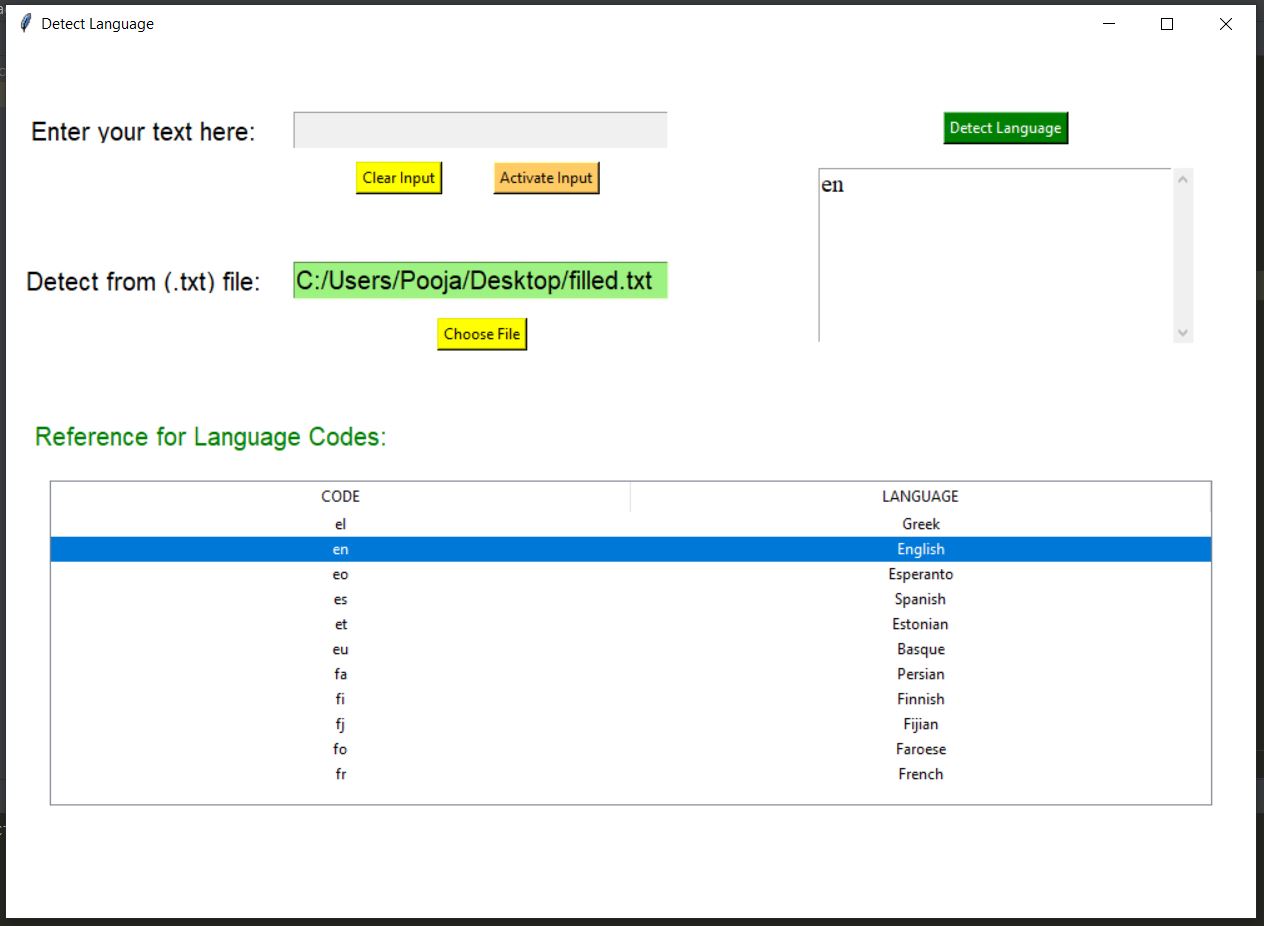 Detect Language
Enter your text here:
Detect Language
Clear Input Activate Input
en
Detect from (.txt) file: C:/Users/Pooja/Desktop/filled.txt
Choose File
Reference for Language Codes:
CODE LANGUAGE
el Greek
en English
eo Esperanto
es Spanish
et Estonian
eu Basque
fa Persian
fi Finnish
fj Fijian
fo Faroese
fr French